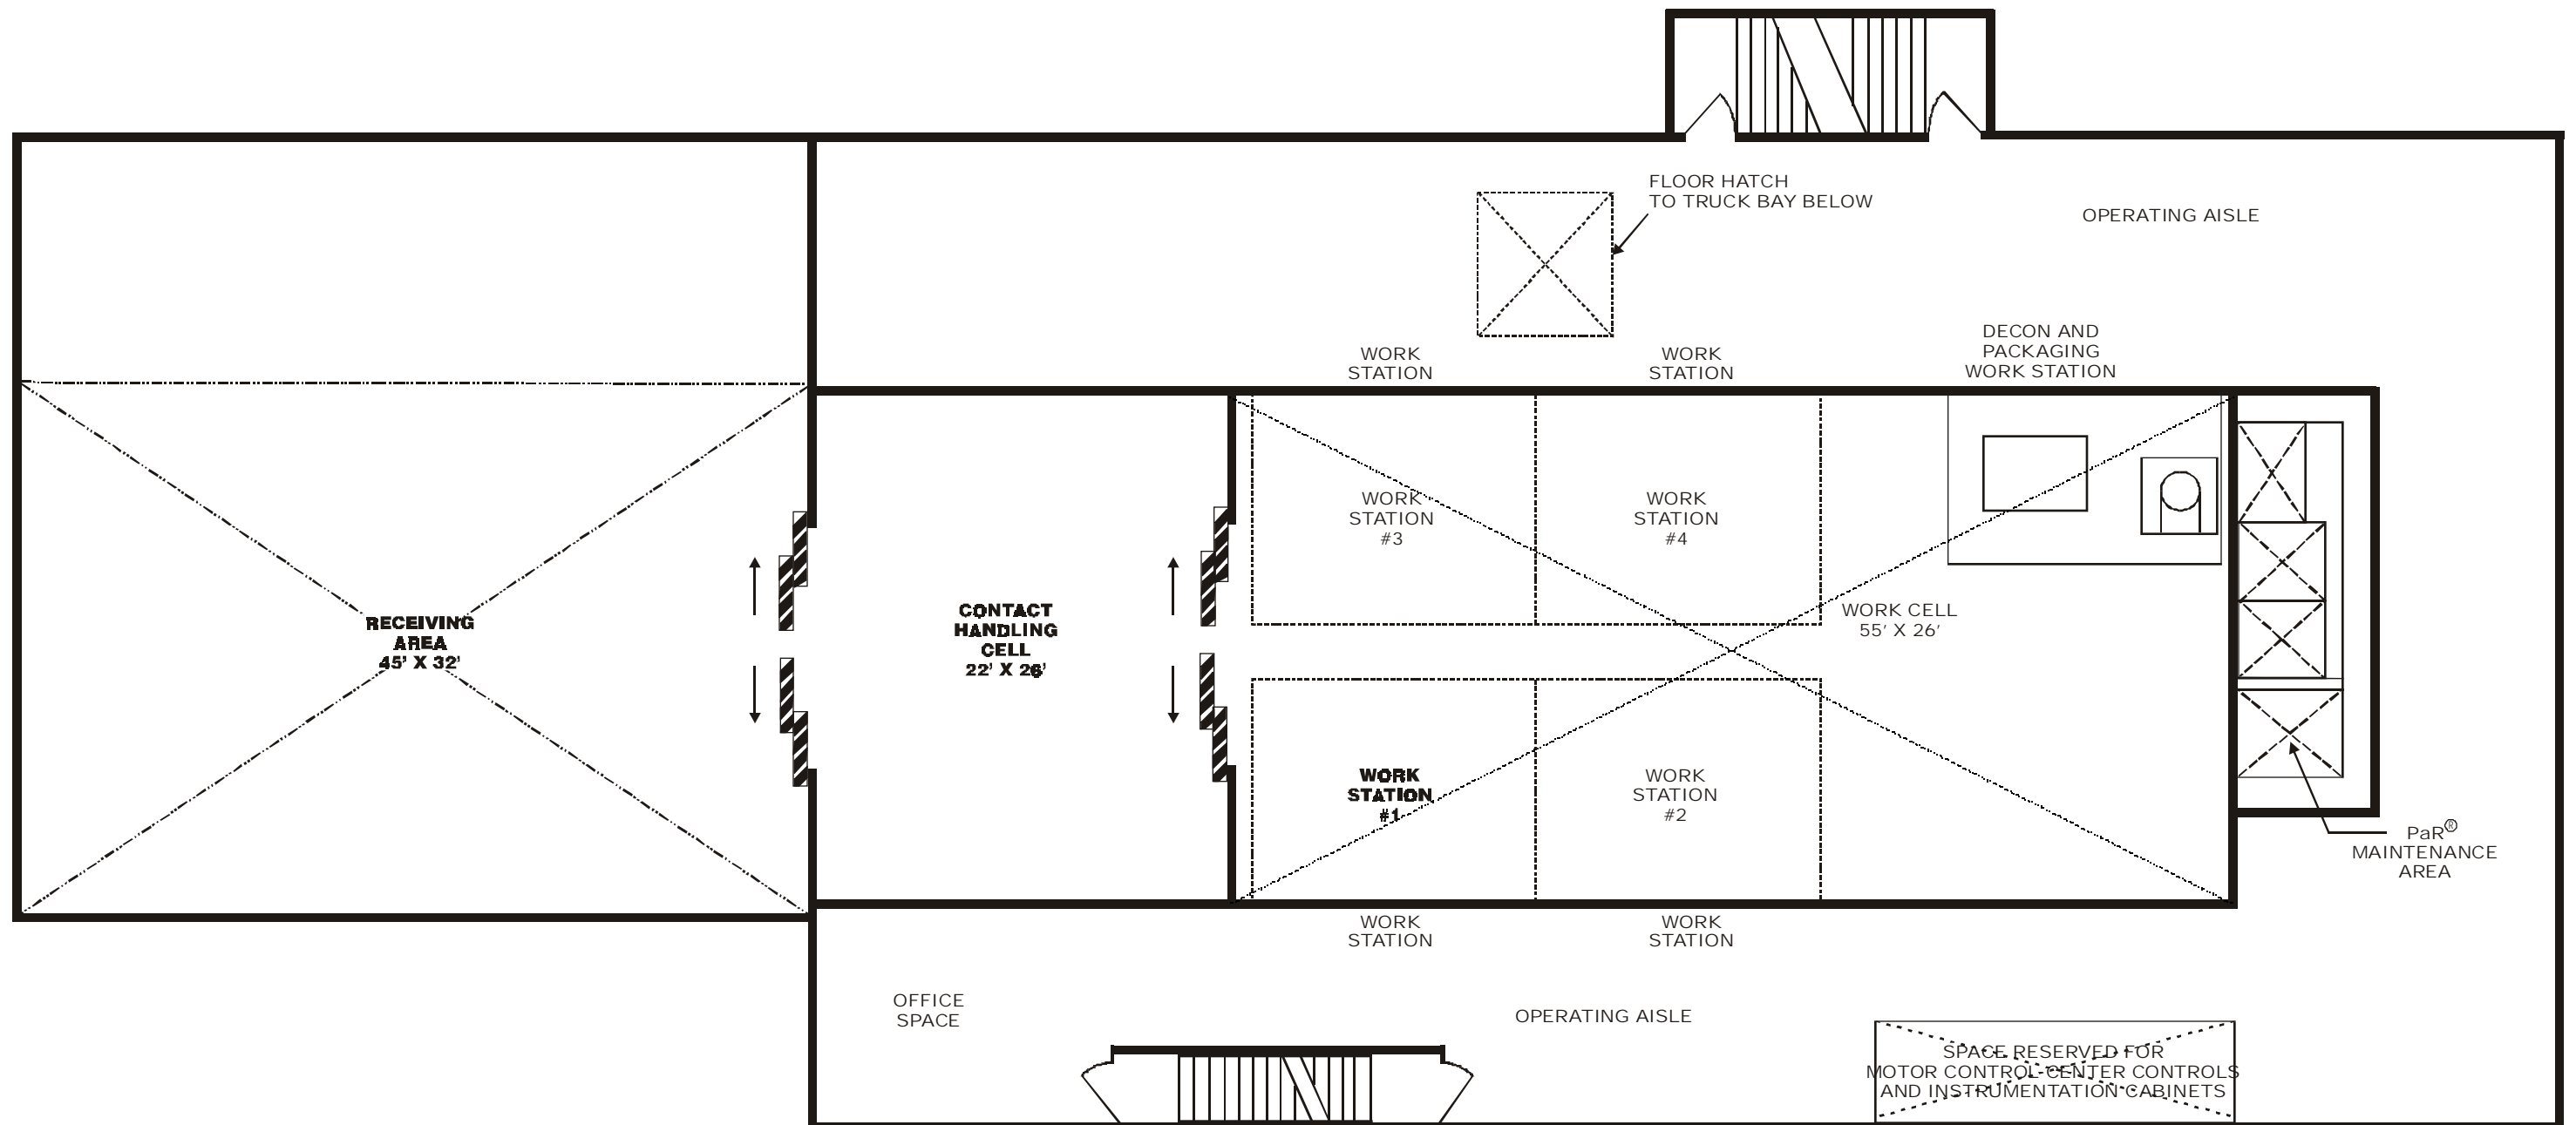 FLOOR HATCH
TO TRUCK BAY BELOW
OPERATING AISLE
WORK
STATION
WORK
STATION
DECON AND
PACKAGING
WORK STATION
WORK
STATION
#3
WORK
STATION
#4
RECEIVING
AREA
45' X 32'
CONTACT
HANDLING
CELL
22' X 26'
WORK CELL
55' X 26'
WORK
STATION
#1
WORK
STATION
#2
PaR®
MAINTENANCE
AREA
WORK
STATION
WORK
STATION
OFFICE
SPACE
OPERATING AISLE
SPACE RESERVED FOR
MOTOR CONTROL-CENTER CONTROLS
AND INSTRUMENTATION CABINETS